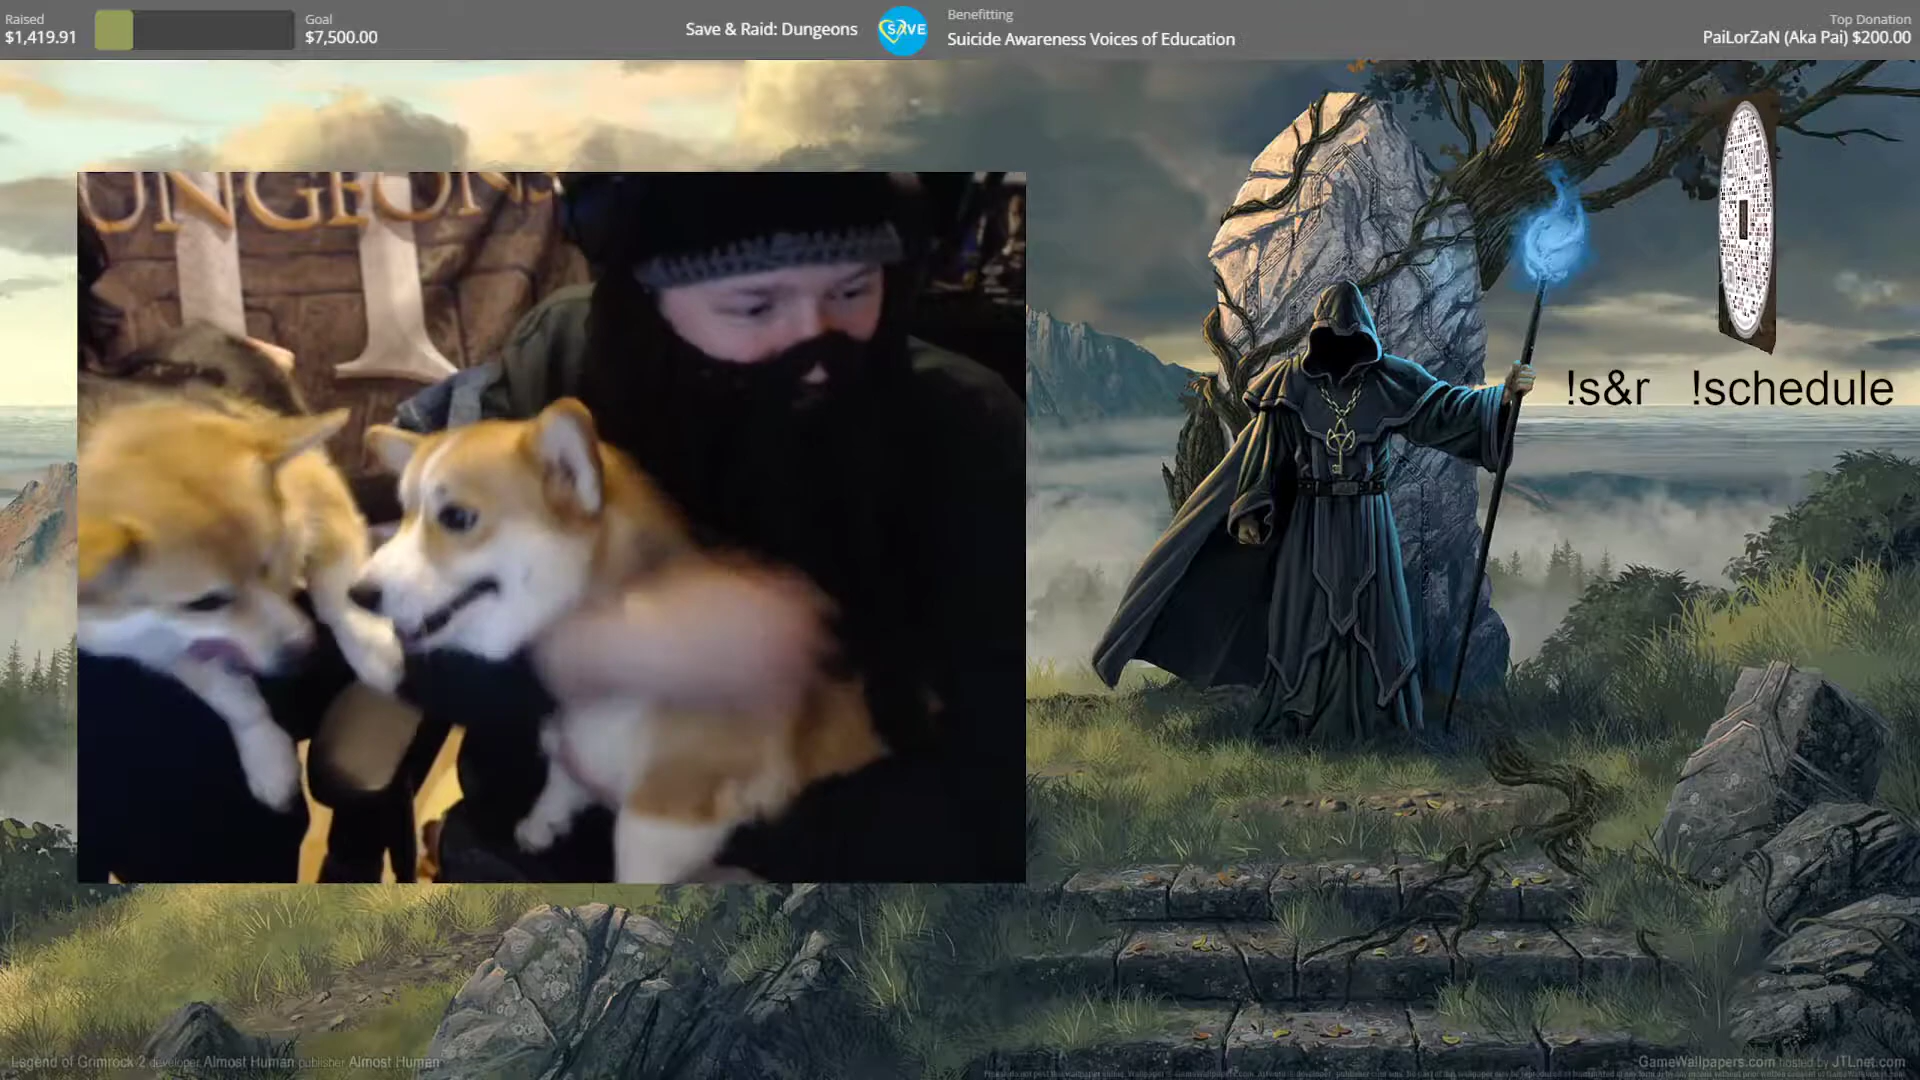 Raised
$1,419.91
Goal
$7,500.00
Save & Raid: Dungeons
SAVE
Benefitting
Suicide Awareness Voices of Education
Top Donation
PaiLorZaN (Aka Pai) $200.00
UNGEONS
!s&r !schedule
Legend of Grimrock 2 developer Almost Human publisher Almost Human
GameWallpapers.com hosted by JTLnet.com